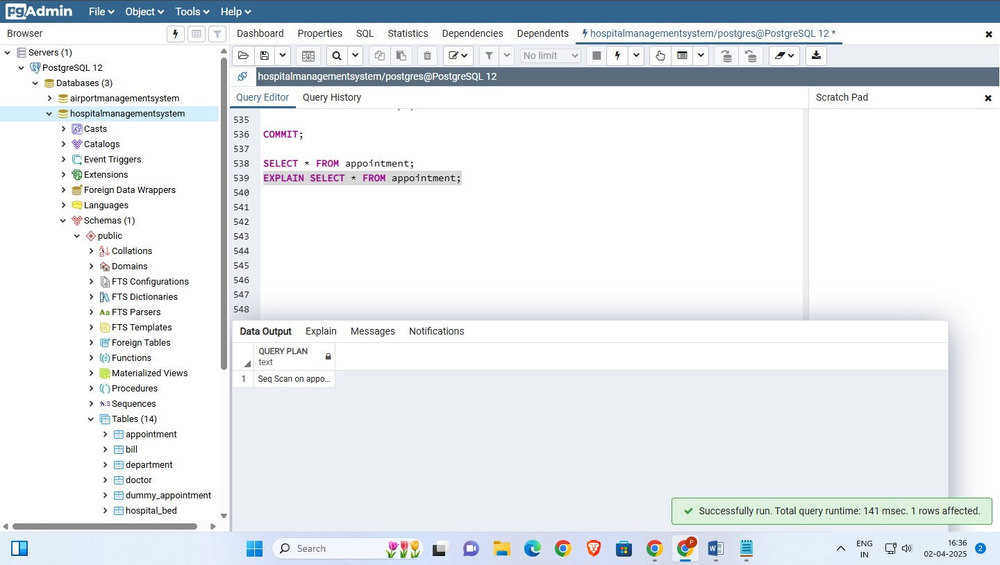 pgAdmin File Object Tools Help
Browser
Dashboard Properties SQL Statistics Dependencies Dependents hospitalmanagementsystem/postgres@PostgreSQL 12 *
No limit
hospitalmanagementsystem/postgres@PostgreSQL 12
Servers (1)
PostgreSQL 12
Databases (3)
airportmanagementsystem
hospitalmanagementsystem
Casts
Catalogs
Event Triggers
Extensions
Foreign Data Wrappers
Languages
Schemas (1)
public
Collations
Domains
FTS Configurations
FTS Dictionaries
Aa FTS Parsers
FTS Templates
Foreign Tables
Functions
Materialized Views
Procedures
Sequences
Tables (14)
appointment
bill
department
doctor
dummy_appointment
hospital_bed
Query Editor Query History
Scratch Pad
535
536 COMMIT;
537
538 SELECT * FROM appointment;
539 EXPLAIN SELECT * FROM appointment;
540
541
542
543
544
545
546
547
548
Data Output Explain Messages Notifications
QUERY PLAN
text
1 Seq Scan on appo...
Successfully run. Total query runtime: 141 msec. 1 rows affected.
Search
P
ENG
IN
16:36
02-04-2025
2